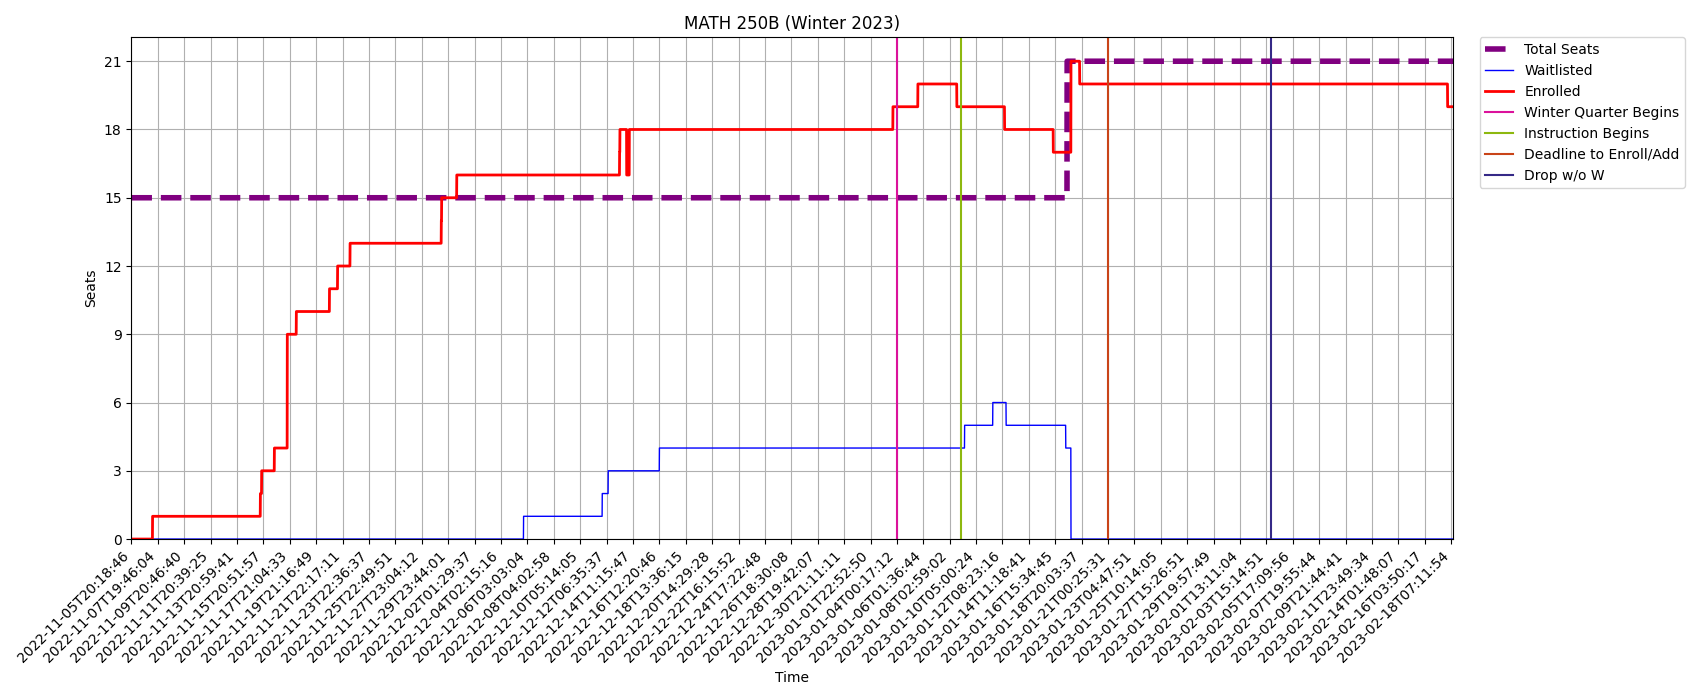 MATH 250B (Winter 2023)
Total Seats
Waitlisted
Enrolled
Winter Quarter Begins
Instruction Begins
Deadline to Enroll/Add
Drop w/o W
Seats
21
18
15
12
9
6
3
0
2022-11-05T20:18:46
2022-11-07T19:46:04
2022-11-09T20:46:40
2022-11-11T20:39:25
2022-11-13T20:59:41
2022-11-15T20:51:57
2022-11-17T21:04:33
2022-11-19T21:16:49
2022-11-21T22:17:11
2022-11-23T22:36:37
2022-11-25T22:49:51
2022-11-27T23:04:12
2022-11-29T23:44:01
2022-12-02T01:29:37
2022-12-04T02:15:16
2022-12-06T03:03:04
2022-12-08T04:02:58
2022-12-10T05:14:05
2022-12-12T06:35:37
2022-12-14T11:15:47
2022-12-16T12:20:46
2022-12-18T13:36:15
2022-12-20T14:29:28
2022-12-22T16:15:52
2022-12-24T17:22:48
2022-12-26T18:30:08
2022-12-28T19:42:07
2022-12-30T21:11:11
2023-01-01T22:52:50
2023-01-04T00:17:12
2023-01-06T01:36:44
2023-01-08T02:59:02
2023-01-10T05:00:24
2023-01-12T08:23:16
2023-01-14T11:18:41
2023-01-16T15:34:45
2023-01-18T20:03:37
2023-01-21T00:25:31
2023-01-23T04:47:51
2023-01-25T10:14:05
2023-01-27T15:26:51
2023-01-29T19:57:49
2023-02-01T13:11:04
2023-02-03T15:14:51
2023-02-05T17:09:56
2023-02-07T19:55:44
2023-02-09T21:44:41
2023-02-11T23:49:34
2023-02-14T01:48:07
2023-02-16T03:50:17
2023-02-18T07:11:54
Time